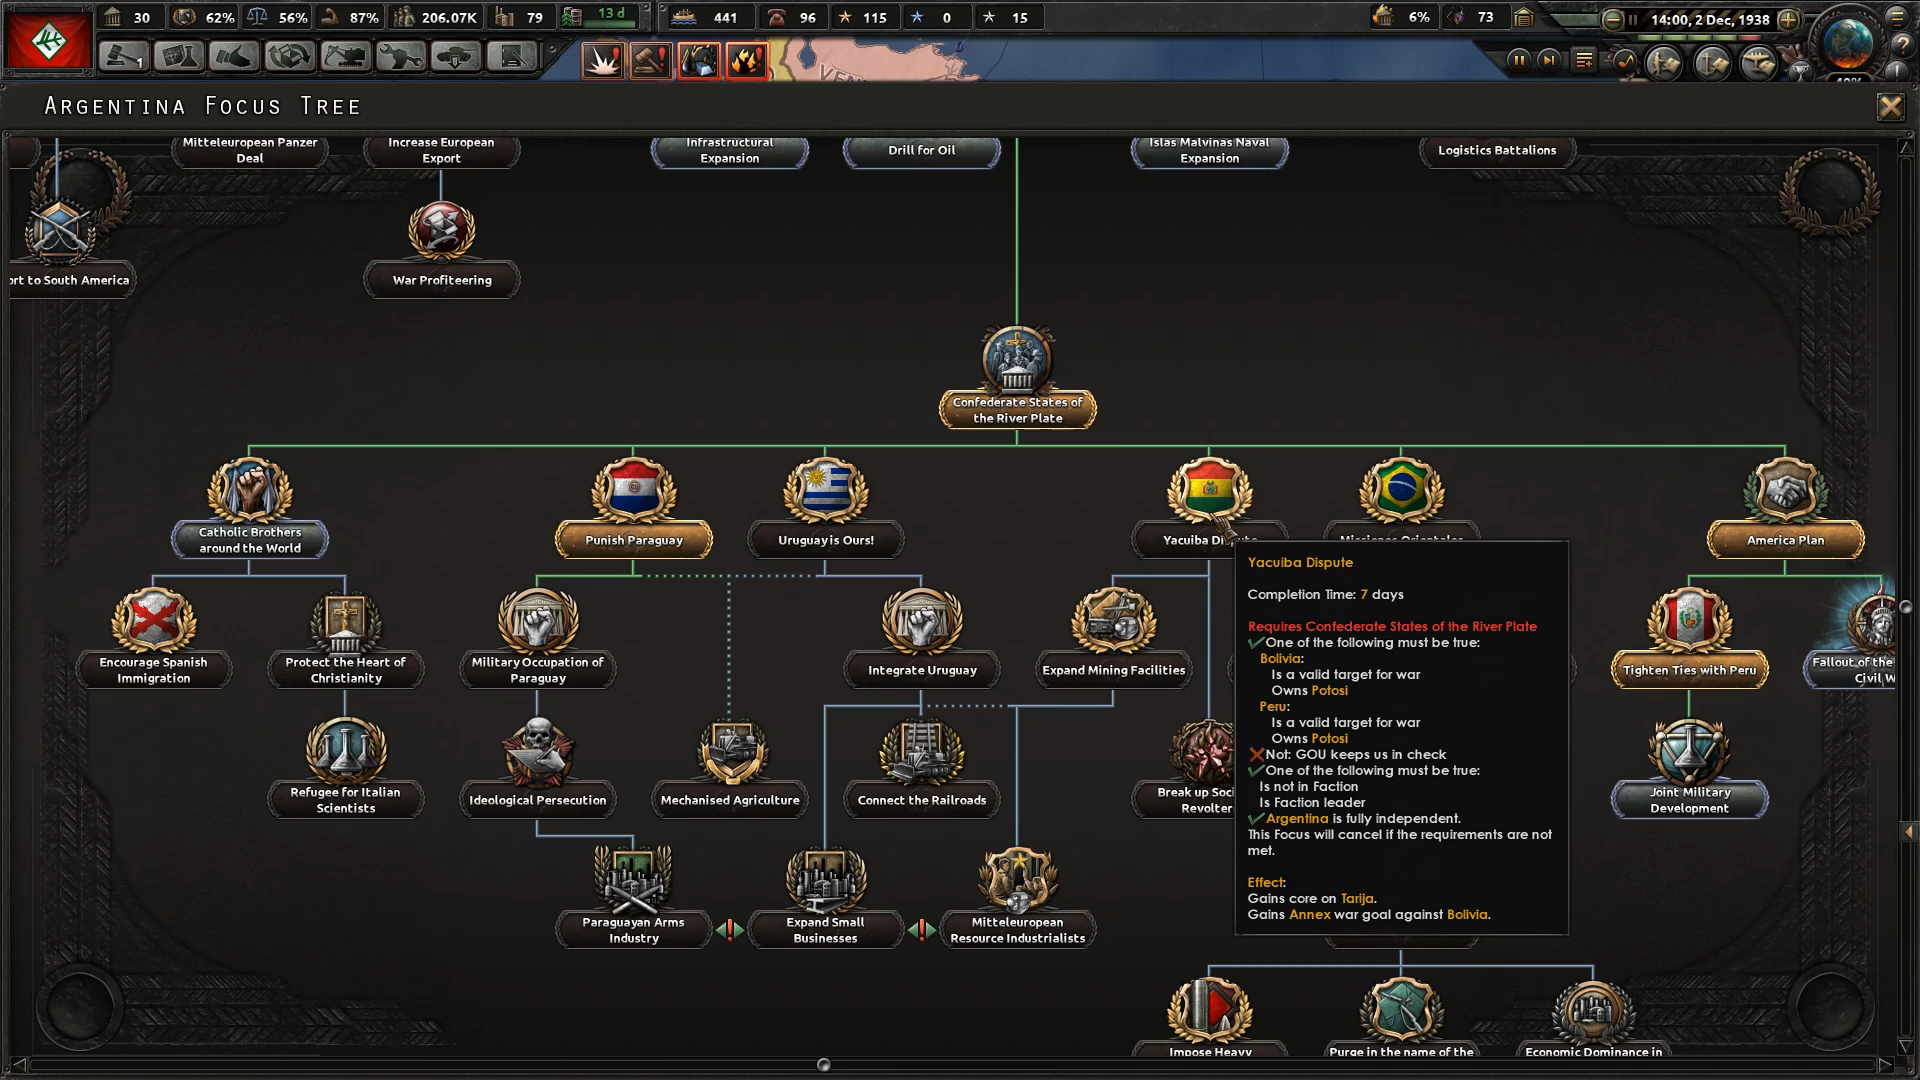 30
62%
56%
87%
206.07K
79
13 d
441
96
115
0
15
6%
73
14:00, 2 Dec, 1938
1
Argentina Focus Tree
Mitteleuropean Panzer
Deal
Increase European
Export
Infrastructural
Expansion
Drill for Oil
Islas Malvinas Naval
Expansion
Logistics Battalions
ort to South America
War Profiteering
Confederate States of
the River Plate
Catholic Brothers
around the World
Punish Paraguay
Uruguay is Ours!
Yacuiba Dispute
Missiones Orientales
America Plan
Encourage Spanish
Immigration
Protect the Heart of
Christianity
Military Occupation of
Paraguay
Integrate Uruguay
Expand Mining Facilities
Tighten Ties with Peru
Fallout of the
Civil W
Refugee for Italian
Scientists
Ideological Persecution
Mechanised Agriculture
Connect the Railroads
Break up Soci
Revolter
Joint Military
Development
Paraguayan Arms
Industry
Expand Small
Businesses
Mitteleuropean
Resource Industrialists
Impose Heavy
Purge in the name of the
Economic Dominance in
Yacuiba Dispute
Completion Time: 7 days
Requires Confederate States of the River Plate
One of the following must be true:
Bolivia:
Is a valid target for war
Owns Potosi
Peru:
Is a valid target for war
Owns Potosi
Not: GOU keeps us in check
One of the following must be true:
Is not in Faction
Is Faction leader
Argentina is fully independent.
This Focus will cancel if the requirements are not
met.
Effect:
Gains core on Tarija.
Gains Annex war goal against Bolivia.